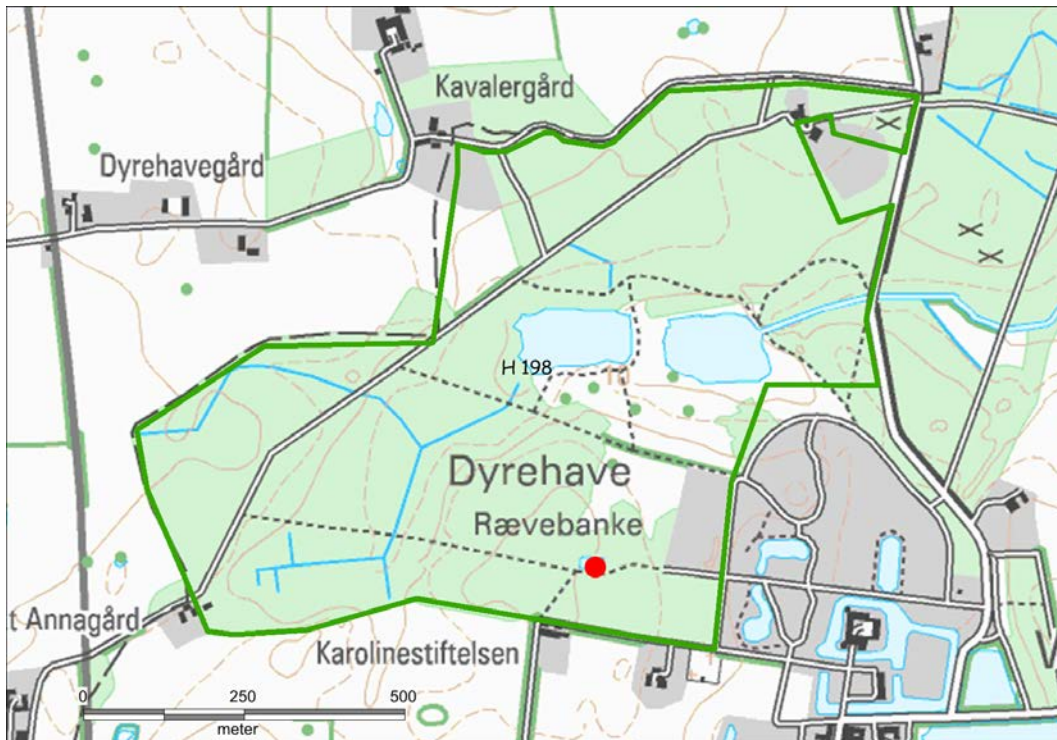 Kavalergård
Dyrehavegård
H 198
Dyrehave
Rævebanke
t Annagård
Karolinestiftelsen
0 250 500
meter